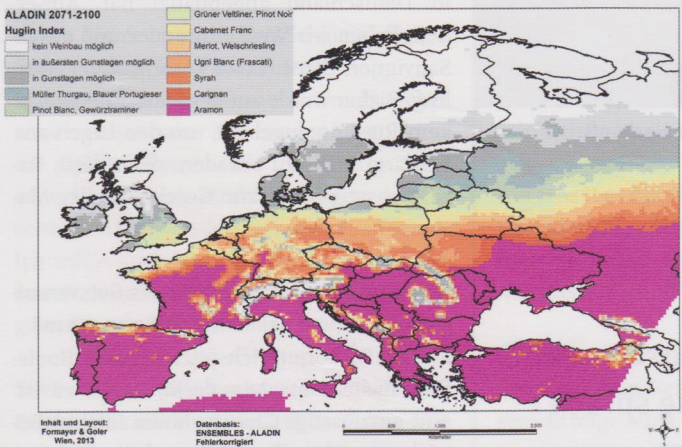 ALADIN 2071-2100
Huglin Index
kein Weinbau möglich
in äußersten Gunstlagen möglich
in Gunstlagen möglich
Müller Thurgau, Blauer Portugieser
Pinot Blanc, Gewürztraminer
Grüner Veltliner, Pinot Noir
Cabernet Franc
Merlot, Welschriesling
Ugni Blanc (Frascati)
Syrah
Carignan
Aramon
Inhalt und Layout:
Formayer & Goler
Wien, 2013
Datenbasis:
ENSEMBLES - ALADIN
Fehlerkorrigiert
Kilometer